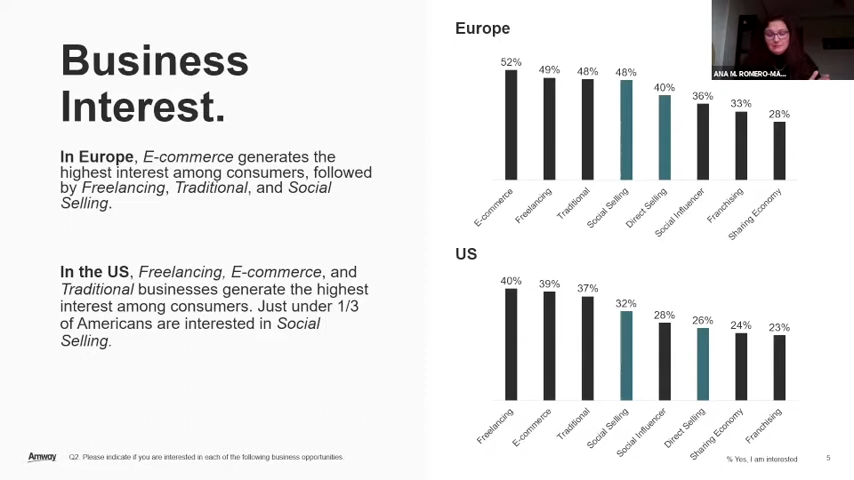 Business
Interest.
In Europe, E-commerce generates the
highest interest among consumers, followed
by Freelancing, Traditional, and Social
Selling.
In the US, Freelancing, E-commerce, and
Traditional businesses generate the highest
interest among consumers. Just under 1/3
of Americans are interested in Social
Selling.
Europe
52%
49%
48%
48%
40%
36%
33%
28%
E-commerce
Freelancing
Traditional
Social Selling
Direct Selling
Social Influencer
Franchising
Sharing Economy
US
40%
39%
37%
32%
28%
26%
24%
23%
Freelancing
E-commerce
Traditional
Social Selling
Social Influencer
Direct Selling
Sharing Economy
Franchising
ANA M. ROMERO-MA...
Amway
Q2. Please indicate if you are interested in each of the following business opportunities
% Yes, I am interested
5